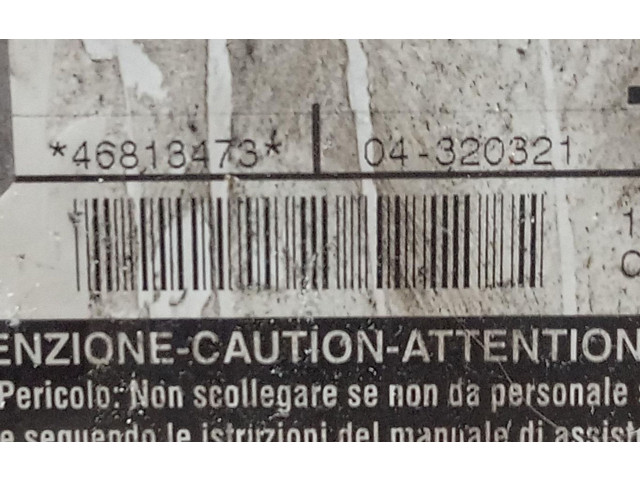 *46813473* 04-320321
ENZIONE-CAUTION-ATTENTION
Pericolo: Non scollegare se non da personale
e seguendo le istruzioni del manuale di assist